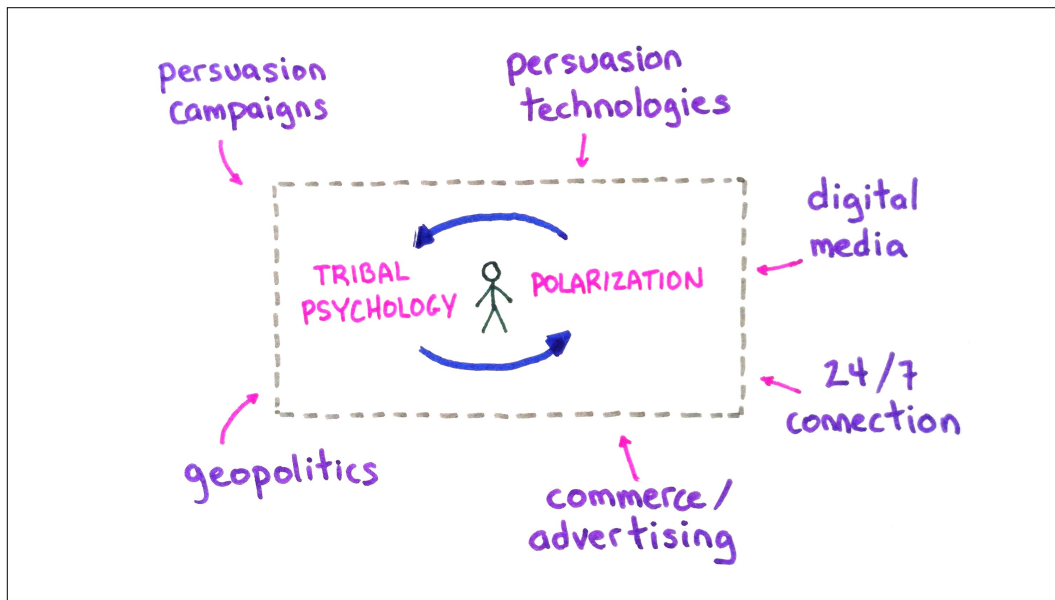 persuasion
campaigns
persuasion
technologies
digital
media
TRIBAL
PSYCHOLOGY
POLARIZATION
24/7
connection
geopolitics
commerce/
advertising